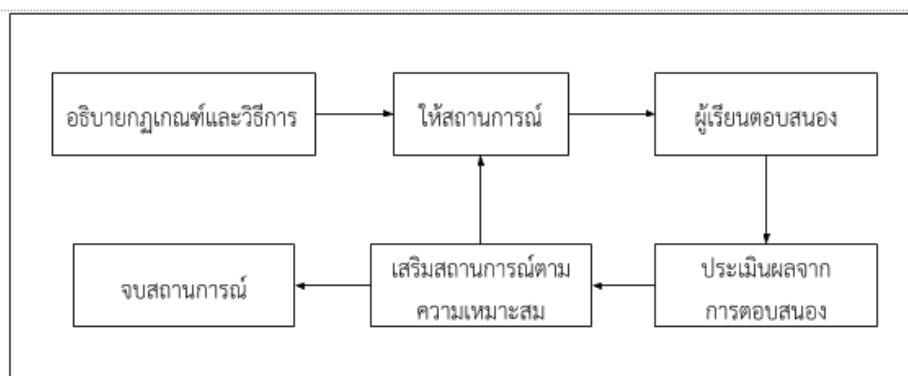 อธิบายกฏเกณฑ์และวิธีการ
ให้สถานการณ์
ผู้เรียนตอบสนอง
ประเมินผลจาก
การตอบสนอง
เสริมสถานการณ์ตาม
ความเหมาะสม
จบสถานการณ์